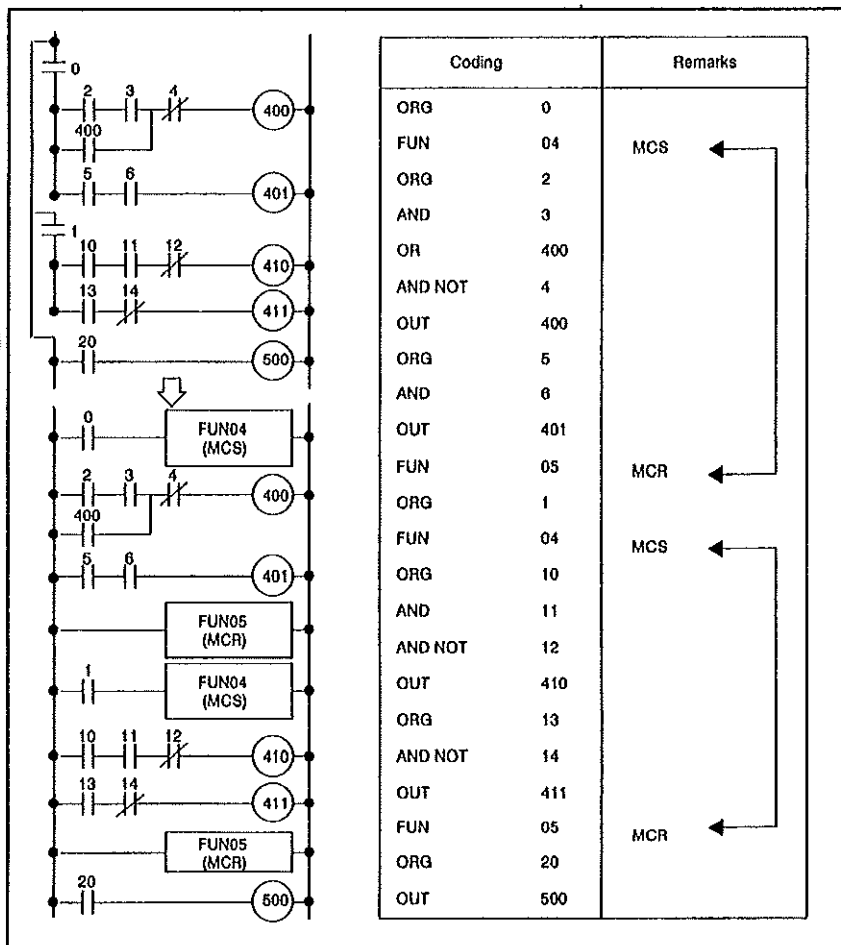 0
2 3 4
400
400
5 6
401
1
10 11 12
410
13 14
411
20
500
0
FUN04
(MCS)
2 3 4
400
400
5 6
401
FUN05
(MCR)
1
FUN04
(MCS)
10 11 12
410
13 14
411
FUN05
(MCR)
20
500
Coding Remarks
ORG 0
FUN 04 MCS
ORG 2
AND 3
OR 400
AND NOT 4
OUT 400
ORG 5
AND 6
OUT 401
FUN 05 MCR
ORG 1
FUN 04 MCS
ORG 10
AND 11
AND NOT 12
OUT 410
ORG 13
AND NOT 14
OUT 411
FUN 05 MCR
ORG 20
OUT 500